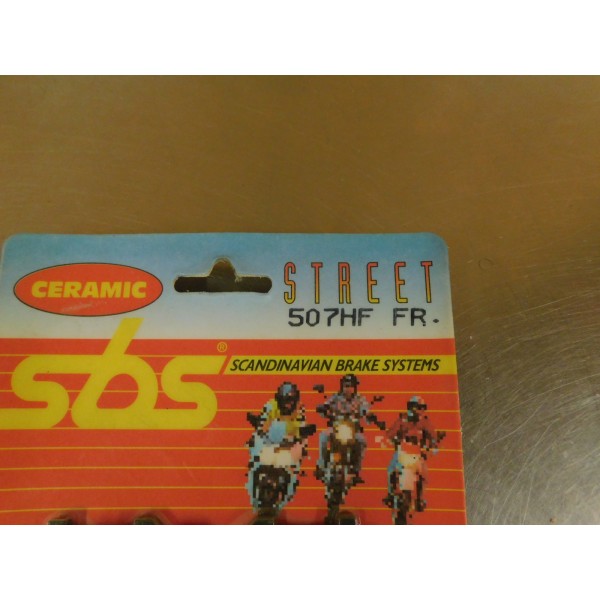 CERAMIC
STREET
507HF FR.
sbs®
SCANDINAVIAN BRAKE SYSTEMS